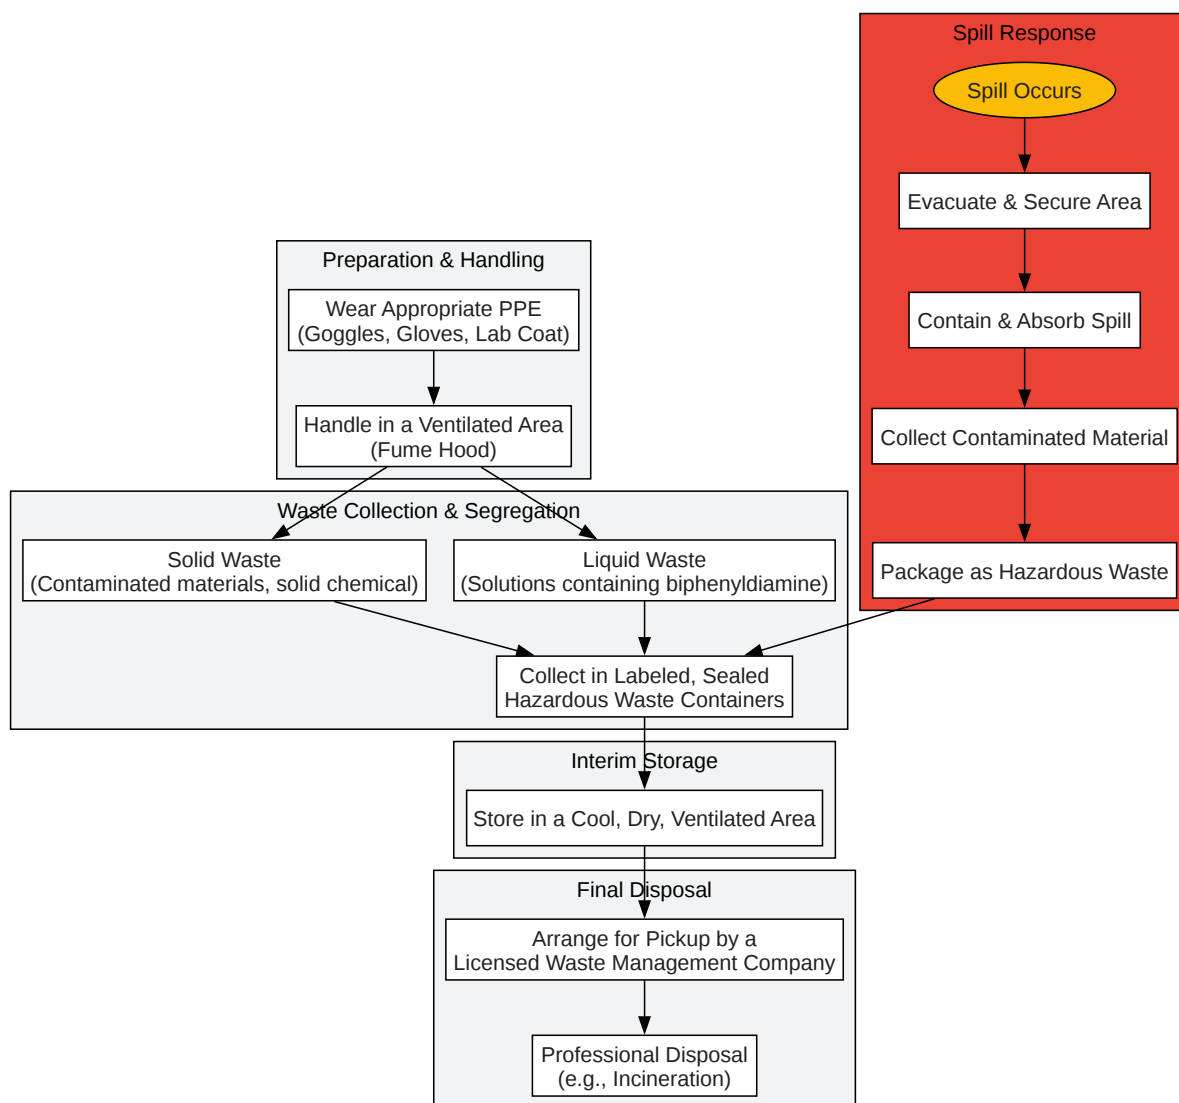 Spill Response
Spill Occurs
Evacuate & Secure Area
Contain & Absorb Spill
Collect Contaminated Material
Package as Hazardous Waste
Preparation & Handling
Wear Appropriate PPE
(Goggles, Gloves, Lab Coat)
Handle in a Ventilated Area
(Fume Hood)
Waste Collection & Segregation
Solid Waste
(Contaminated materials, solid chemical)
Liquid Waste
(Solutions containing biphenyldiamine)
Collect in Labeled, Sealed
Hazardous Waste Containers
Interim Storage
Store in a Cool, Dry, Ventilated Area
Final Disposal
Arrange for Pickup by a
Licensed Waste Management Company
Professional Disposal
(e.g., Incineration)